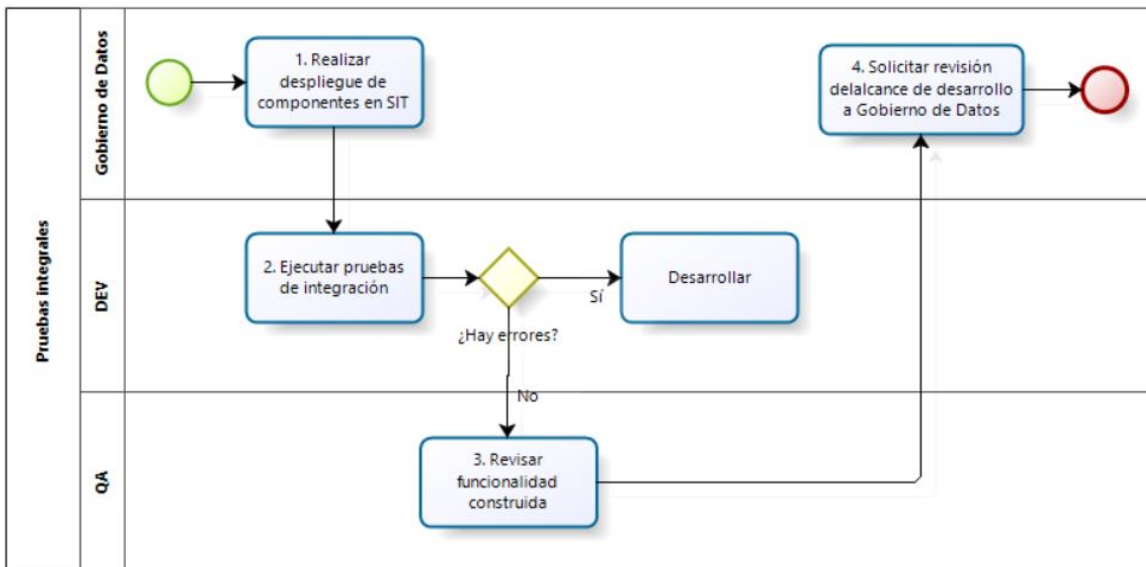 Pruebas integrales
Gobierno de Datos
1. Realizar
despliegue de
componentes en SIT
4. Solicitar revisión
delalcance de desarrollo
a Gobierno de Datos
DEV
2. Ejecutar pruebas
de integración
¿Hay errores?
Sí
Desarrollar
No
QA
3. Revisar
funcionalidad
construida